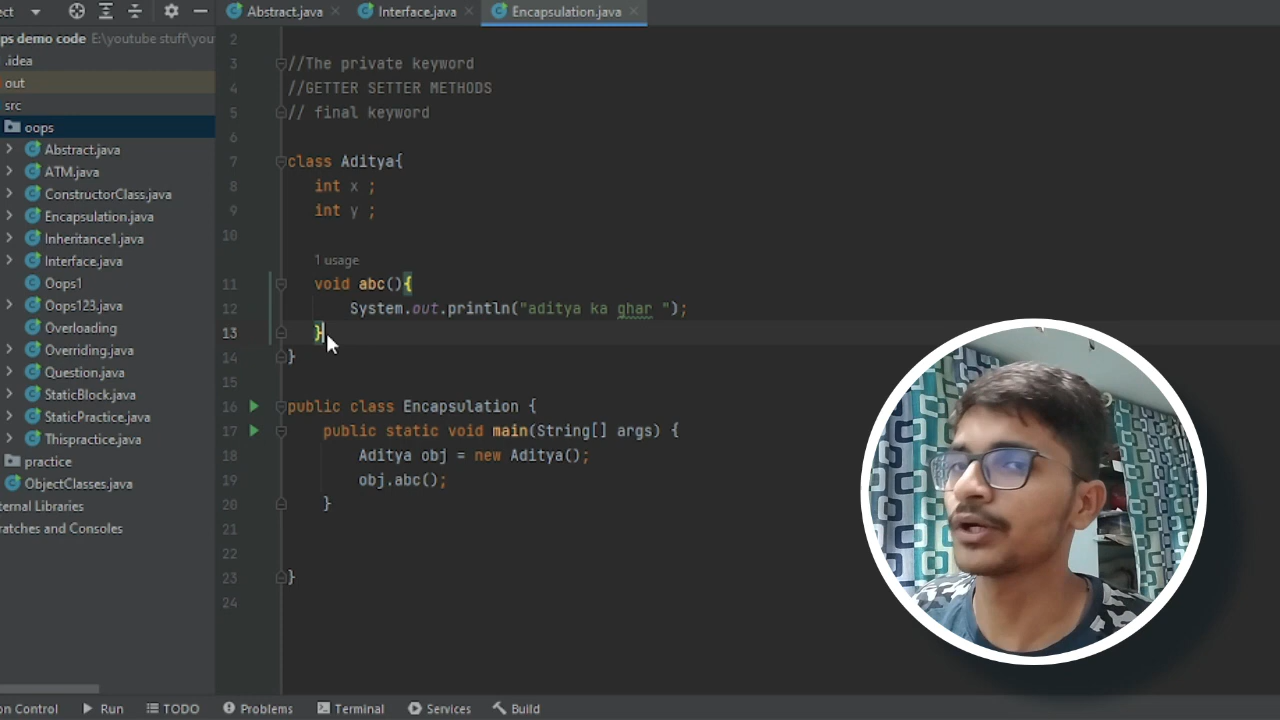 ect
Abstract.java
Interface.java
Encapsulation.java
ps demo code E:\youtube stuff\you
.idea
out
src
oops
Abstract.java
ATM.java
ConstructorClass.java
Encapsulation.java
Inheritance1.java
Interface.java
Oops1
Oops123.java
Overloading
Overriding.java
Question.java
StaticBlock.java
StaticPractice.java
Thispractice.java
practice
ObjectClasses.java
ternal Libraries
ratches and Consoles
2
3 //The private keyword
4 //GETTER SETTER METHODS
5 // final keyword
6
7 class Aditya{
8 int x ;
9 int y ;
10
1 usage
11 void abc(){
12 System.out.println("aditya ka ghar ");
13 }
14 }
15
16 public class Encapsulation {
17 public static void main(String[] args) {
18 Aditya obj = new Aditya();
19 obj.abc();
20 }
21
22
23 }
24
on Control
Run
TODO
Problems
Terminal
Services
Build